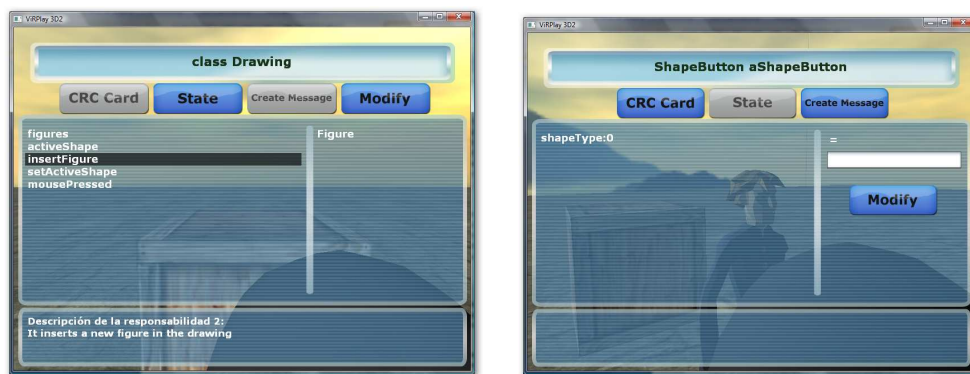 ViRPlay 3D2
class Drawing
CRC Card State Create Message Modify
figures
activeShape
insertFigure
setActiveShape
mousePressed
Figure
Descripción de la responsabilidad 2:
It inserts a new figure in the drawing
ViRPlay 3D2
ShapeButton aShapeButton
CRC Card State Create Message
shapeType:0
=
Modify